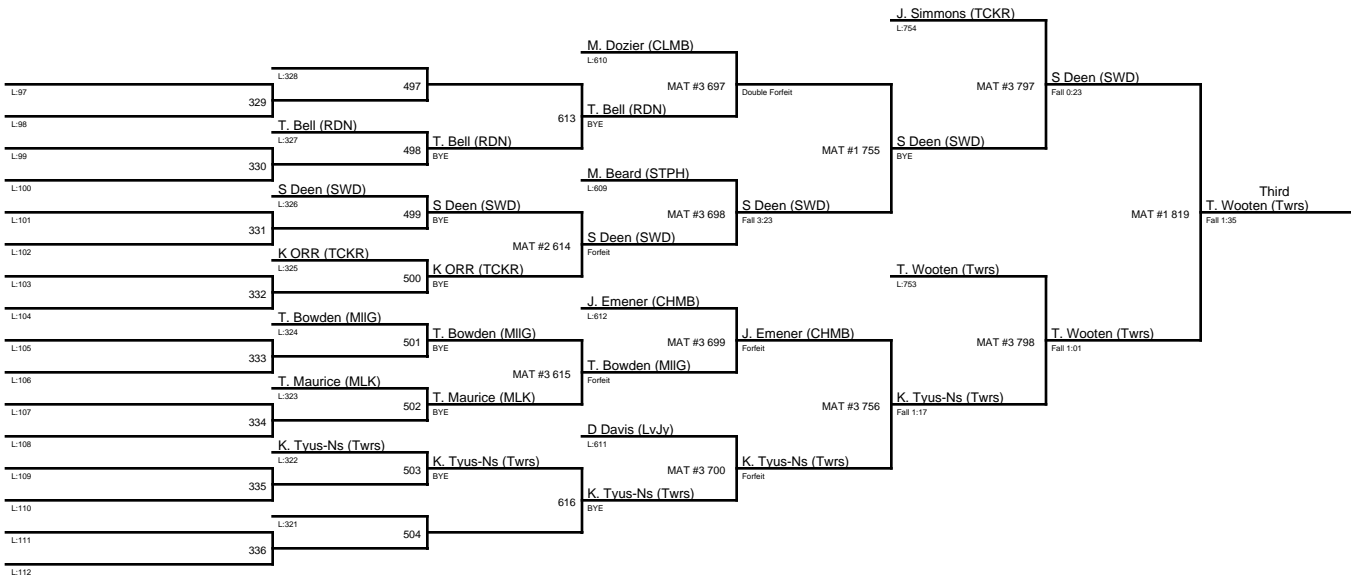 L:97
L:98
L:99
L:100
L:101
L:102
L:103
L:104
L:105
L:106
L:107
L:108
L:109
L:110
L:111
L:112
329
330
331
332
333
334
335
336
L:328
T. Bell (RDN)
L:327
S Deen (SWD)
L:326
K ORR (TCKR)
L:325
T. Bowden (MIIG)
L:324
T. Maurice (MLK)
L:323
K. Tyus-Ns (Twrs)
L:322
L:321
497
498
499
500
501
502
503
504
T. Bell (RDN)
BYE
S Deen (SWD)
BYE
K ORR (TCKR)
BYE
T. Bowden (MIIG)
BYE
T. Maurice (MLK)
BYE
K. Tyus-Ns (Twrs)
BYE
613
MAT #2 614
MAT #3 615
616
M. Dozier (CLMB)
L:610
T. Bell (RDN)
BYE
M. Beard (STPH)
L:609
S Deen (SWD)
Forfeit
J. Emener (CHMB)
L:612
T. Bowden (MIIG)
Forfeit
D Davis (LvJy)
L:611
K. Tyus-Ns (Twrs)
BYE
MAT #3 697
MAT #3 698
MAT #3 699
MAT #3 700
Double Forfeit
S Deen (SWD)
Fall 3:23
J. Emener (CHMB)
Forfeit
K. Tyus-Ns (Twrs)
Forfeit
MAT #1 755
MAT #3 756
J. Simmons (TCKR)
L:754
S Deen (SWD)
BYE
T. Wooten (Twrs)
L:753
K. Tyus-Ns (Twrs)
Fall 1:17
MAT #3 797
MAT #3 798
S Deen (SWD)
Fall 0:23
T. Wooten (Twrs)
Fall 1:01
MAT #1 819
Third
T. Wooten (Twrs)
Fall 1:35